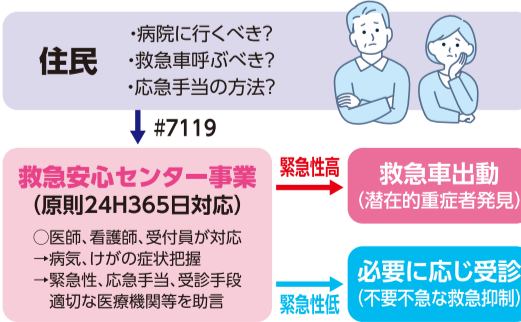 住民
・病院に行くべき?
・救急車呼ぶべき?
・応急手当の方法?
#7119
救急安心センター事業
(原則24H365日対応)
○医師、看護師、受付員が対応
→病気、けがの症状把握
→緊急性、応急手当、受診手段
適切な医療機関等を助言
緊急性高
救急車出動
(潜在的重症者発見)
緊急性低
必要に応じ受診
(不要不急な救急抑制)